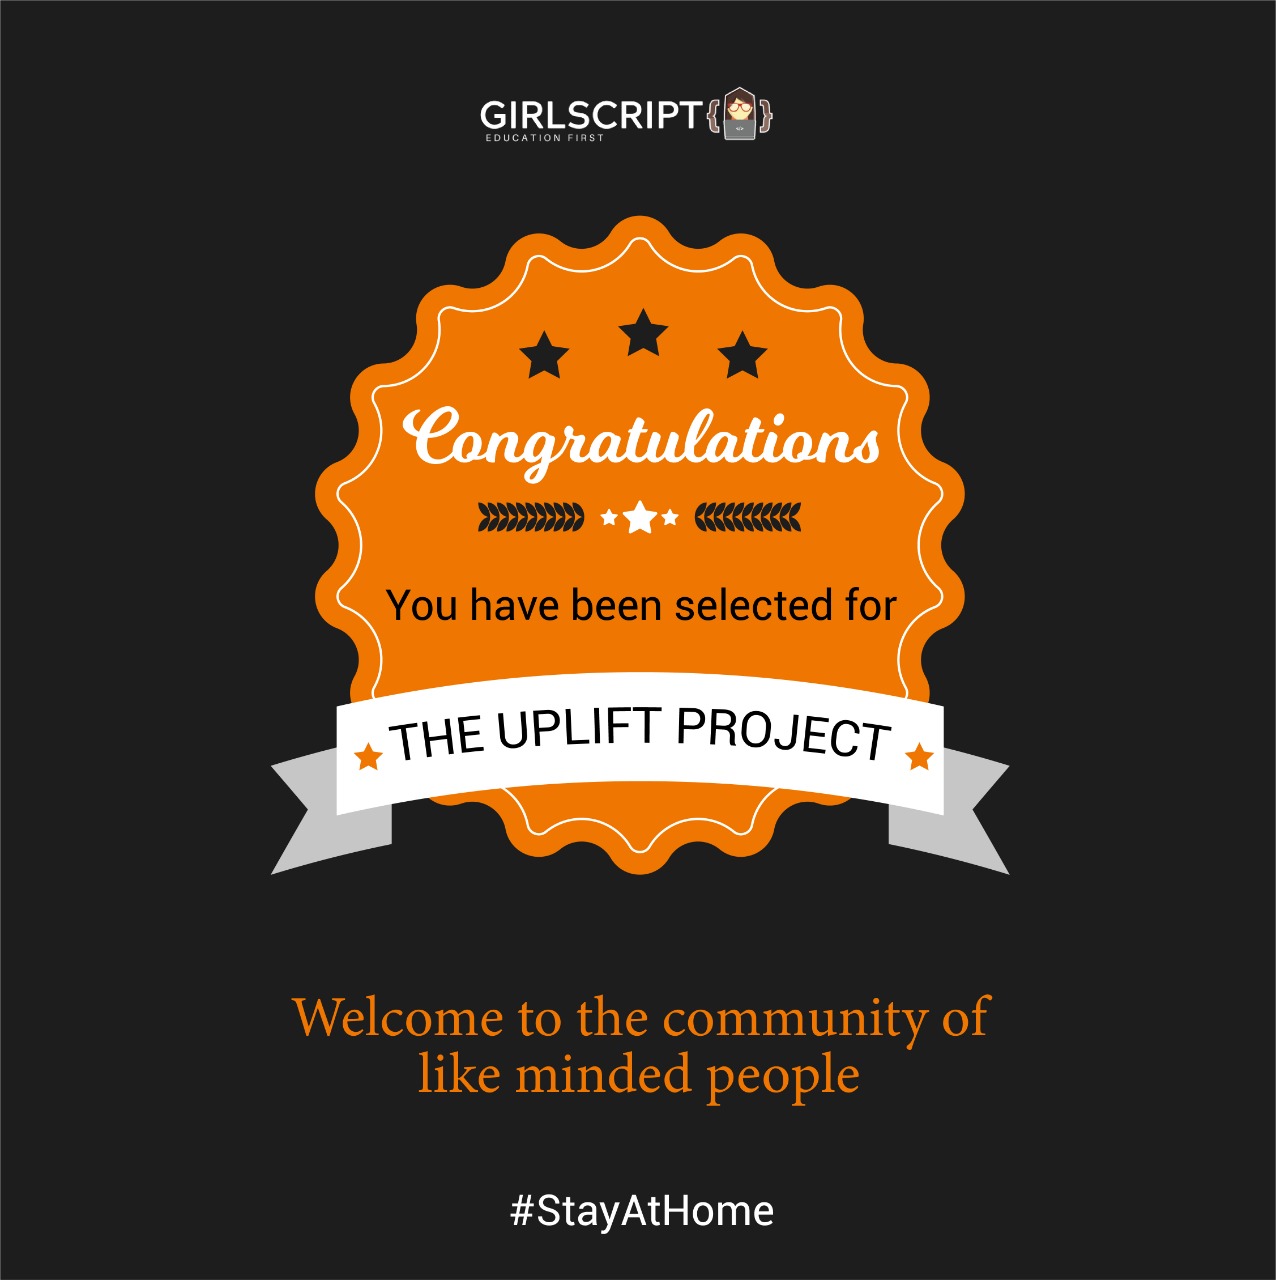 GIRLSCRIPT
EDUCATION FIRST
Congratulations
You have been selected for
THE UPLIFT PROJECT
Welcome to the community of
like minded people
#StayAtHome